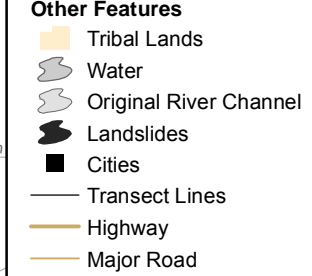 Other Features
Tribal Lands
Water
Original River Channel
Landslides
Cities
Transect Lines
Highway
Major Road